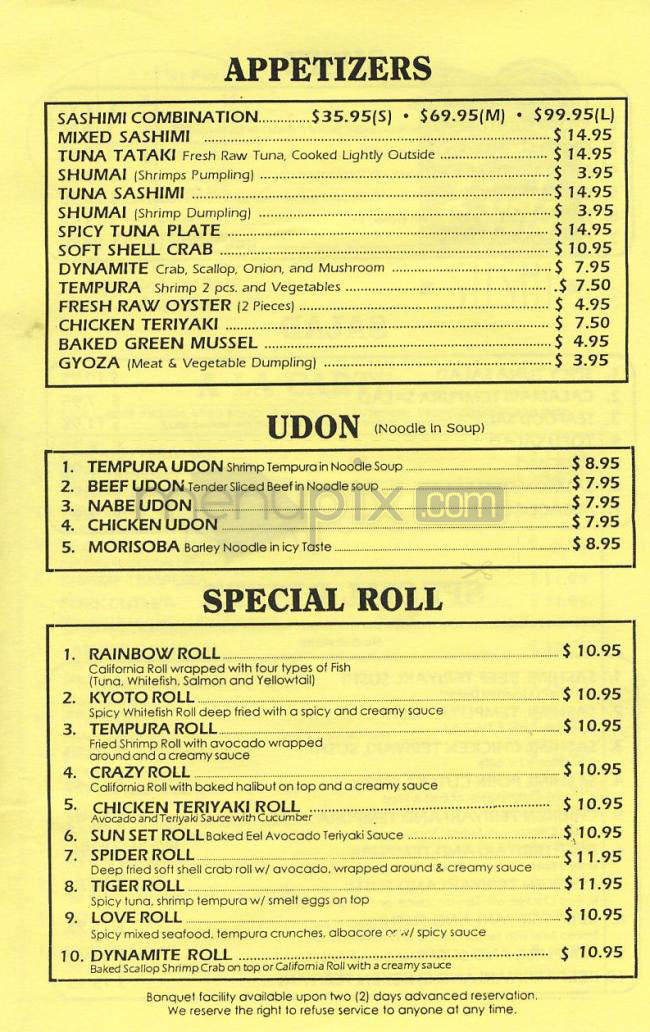 APPETIZERS
SASHIMI COMBINATION............$35.95(S) • $69.95(M) • $99.95(L)
MIXED SASHIMI $ 14.95
TUNA TATAKI Fresh Raw Tuna, Cooked Lightly Outside $ 14.95
SHUMAI (Shrimps Pumpling) $ 3.95
TUNA SASHIMI $ 14.95
SHUMAI (Shrimp Dumpling) $ 3.95
SPICY TUNA PLATE $ 14.95
SOFT SHELL CRAB $ 10.95
DYNAMITE Crab, Scallop, Onion, and Mushroom $ 7.95
TEMPURA Shrimp 2 pcs. and Vegetables $ 7.50
FRESH RAW OYSTER (2 Pieces) $ 4.95
CHICKEN TERIYAKI $ 7.50
BAKED GREEN MUSSEL $ 4.95
GYOZA (Meat & Vegetable Dumpling) $ 3.95
UDON (Noodle in Soup)
1. TEMPURA UDON Shrimp Tempura in Noodle Soup $ 8.95
2. BEEF UDON Tender Sliced Beef in Noodle soup $ 7.95
3. NABE UDON $ 7.95
4. CHICKEN UDON $ 7.95
5. MORISOBA Barley Noodle in icy Taste $ 8.95
menupix.com
SPECIAL ROLL
1. RAINBOW ROLL $ 10.95
California Roll wrapped with four types of Fish
(Tuna, Whitefish, Salmon and Yellowtail)
2. KYOTO ROLL $ 10.95
Spicy Whitefish Roll deep fried with a spicy and creamy sauce
3. TEMPURA ROLL $ 10.95
Fried Shrimp Roll with avocado wrapped
around and a creamy sauce
4. CRAZY ROLL $ 10.95
California Roll with baked halibut on top and a creamy sauce
5. CHICKEN TERIYAKI ROLL $ 10.95
Avocado and Teriyaki Sauce with Cucumber
6. SUN SET ROLL Baked Eel Avocado Teriyaki Sauce $ 10.95
7. SPIDER ROLL $ 11.95
Deep fried soft shell crab roll w/ avocado, wrapped around & creamy sauce
8. TIGER ROLL $ 11.95
Spicy tuna, shrimp tempura w/ smelt eggs on top
9. LOVE ROLL $ 10.95
Spicy mixed seafood, tempura crunches, albacore or w/ spicy sauce
10. DYNAMITE ROLL $ 10.95
Baked Scallop Shrimp Crab on top or California Roll with a creamy sauce
Banquet facility available upon two (2) days advanced reservation.
We reserve the right to refuse service to anyone at any time.